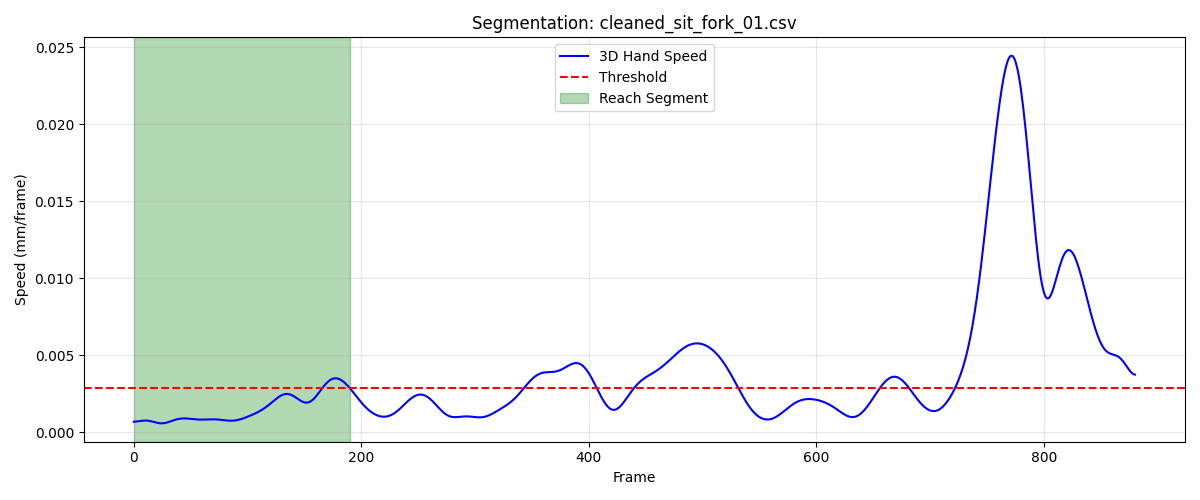 Segmentation: cleaned_sit_fork_01.csv
3D Hand Speed
Threshold
Reach Segment
Speed (mm/frame)
0.025
0.020
0.015
0.010
0.005
0.000
0 200 400 600 800
Frame